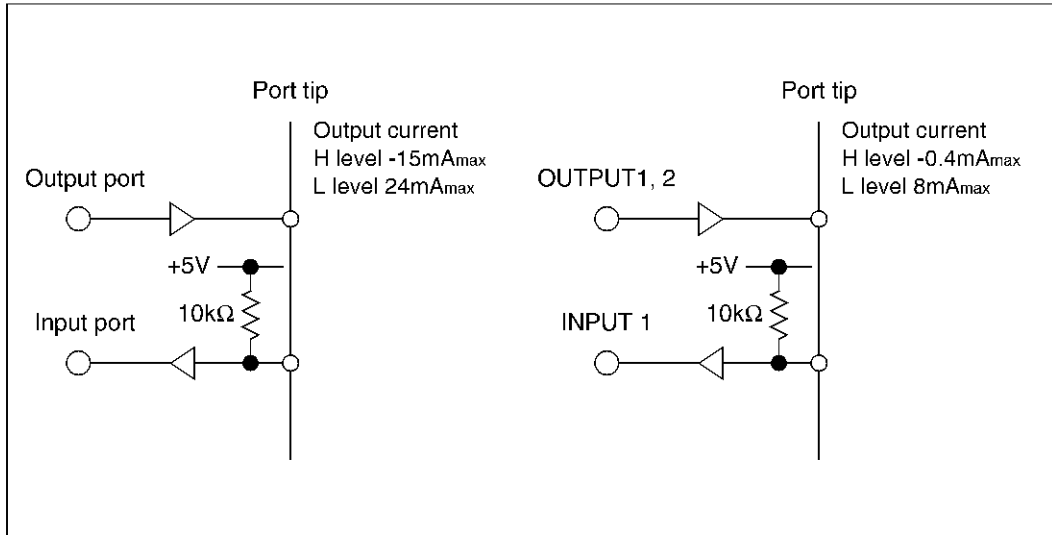 Port tip
Output current
H level -15mAmax
L level 24mAmax
Output port
+5V
10kΩ
Input port
Port tip
Output current
H level -0.4mAmax
L level 8mAmax
OUTPUT1, 2
+5V
10kΩ
INPUT 1